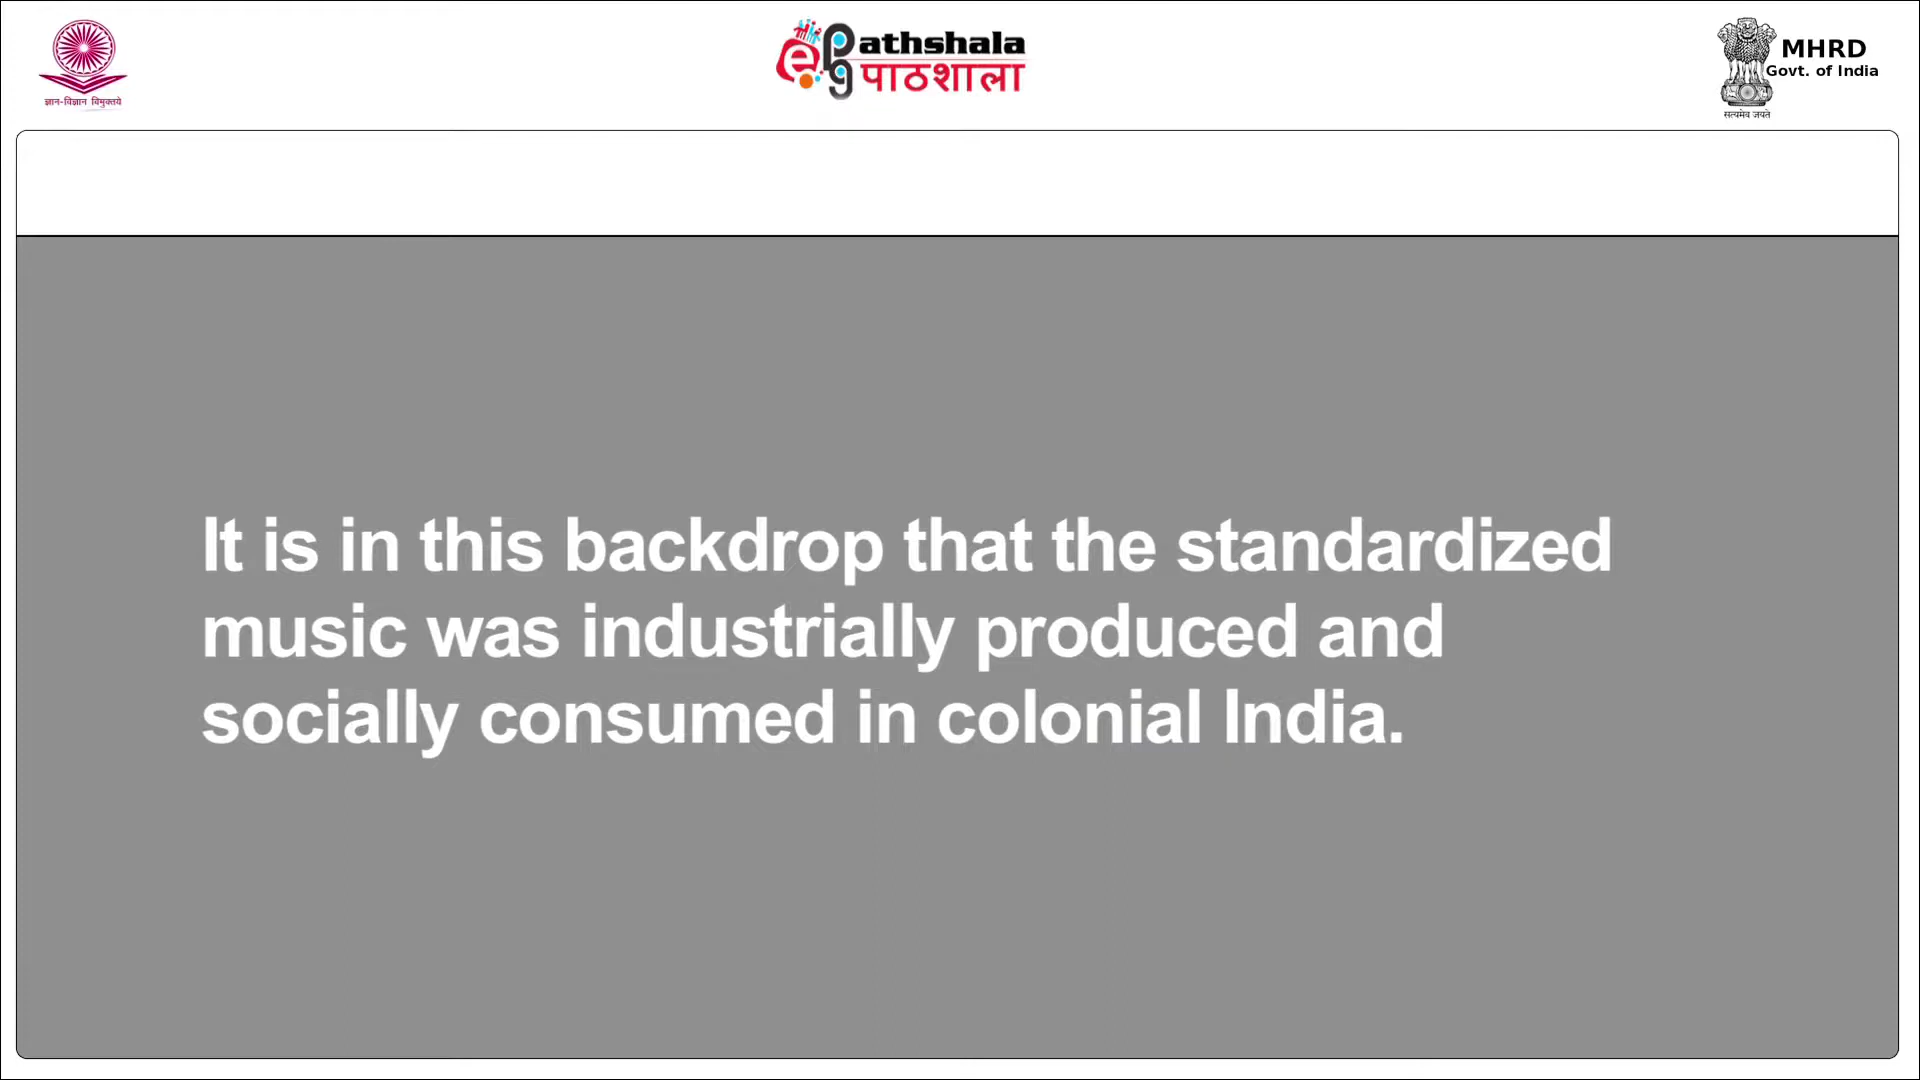 ज्ञान-विज्ञान विमुक्तये
ePG athshala
पाठशाला
MHRD
Govt. of India
सत्यमेव जयते
It is in this backdrop that the standardized
music was industrially produced and
socially consumed in colonial India.